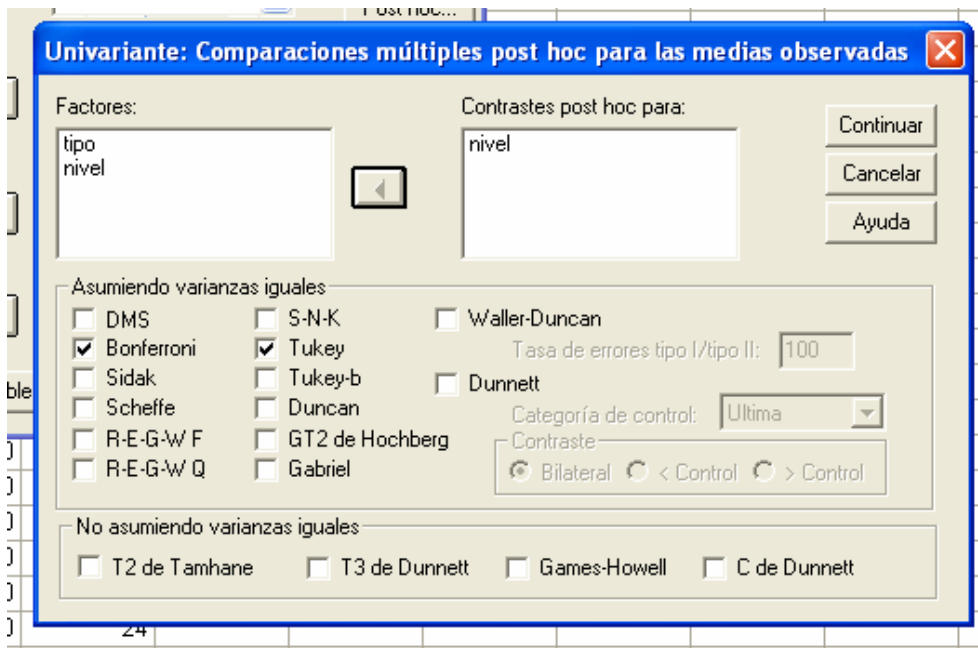 Post hoc...
Univariante: Comparaciones múltiples post hoc para las medias observadas
Factores:
tipo
nivel
Contrastes post hoc para:
nivel
Continuar
Cancelar
Ayuda
Asumiendo varianzas iguales
DMS
Bonferroni
Sidak
Scheffe
R-E-G-W F
R-E-G-W Q
S-N-K
Tukey
Tukey-b
Duncan
GT2 de Hochberg
Gabriel
Waller-Duncan
Tasa de errores tipo I/tipo II: 100
Dunnett
Categoría de control: Ultima
Contraste
Bilateral < Control > Control
No asumiendo varianzas iguales
T2 de Tamhane T3 de Dunnett Games-Howell C de Dunnett
24